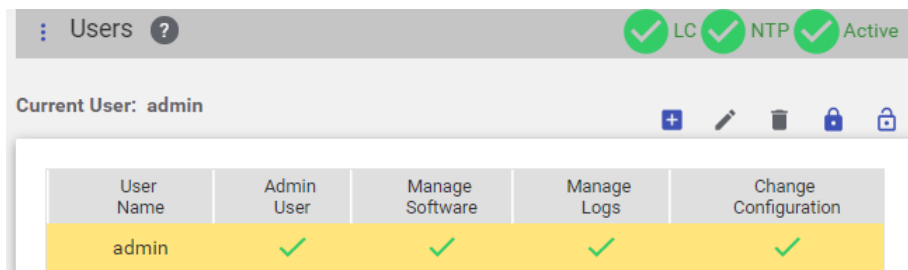 Users ? LC NTP Active
Current User: admin
User Name Admin User Manage Software Manage Logs Change Configuration
admin